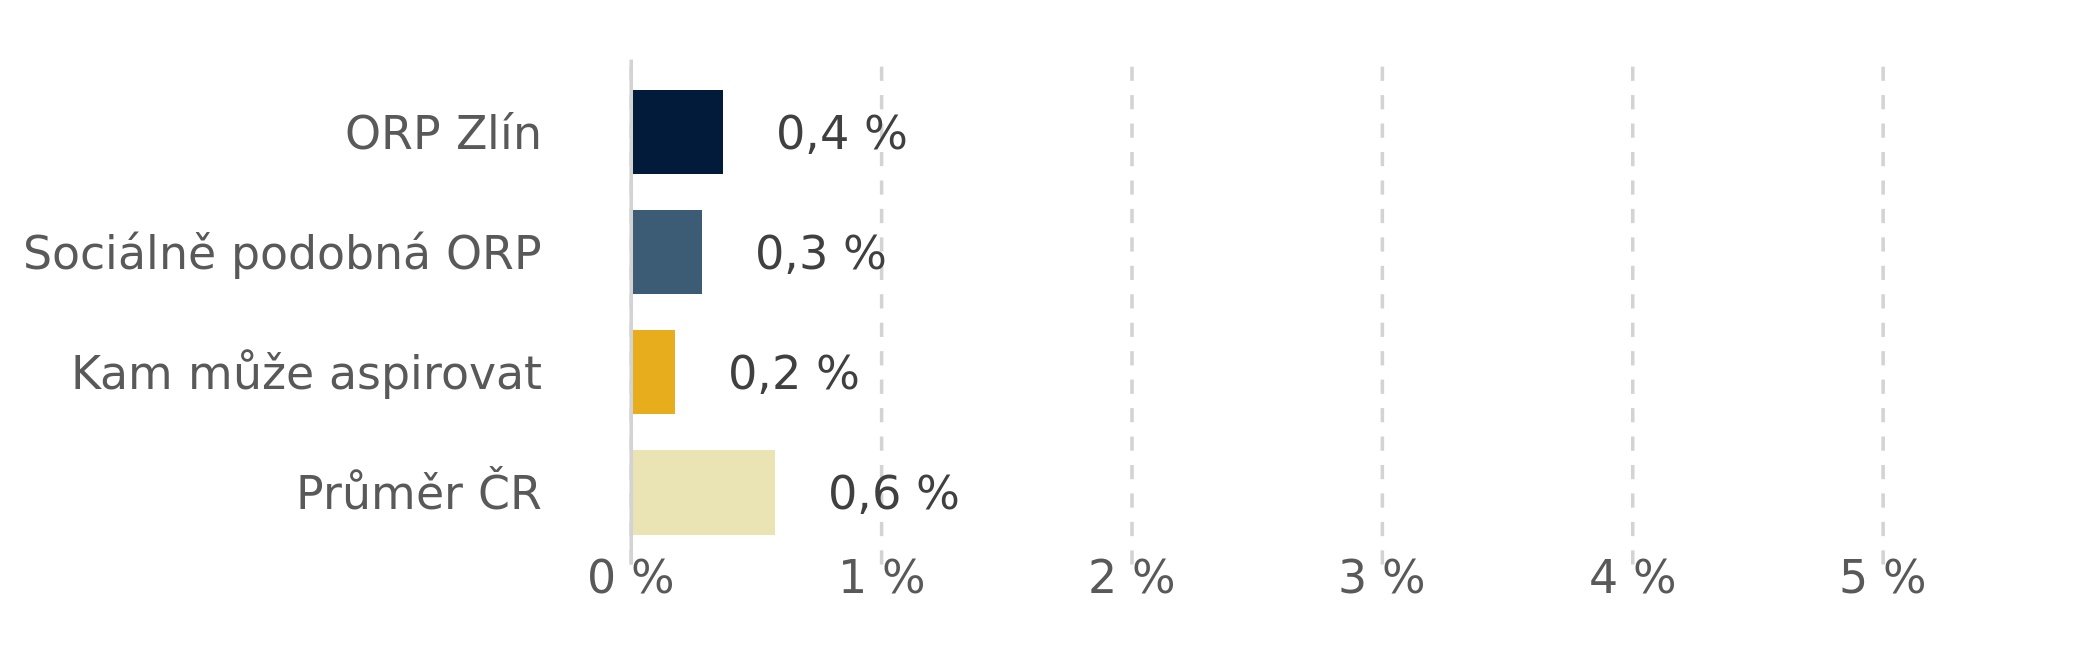 ORP Zlín 0,4 %
Sociálně podobná ORP 0,3 %
Kam může aspirovat 0,2 %
Průměr ČR 0,6 %
0 % 1 % 2 % 3 % 4 % 5 %